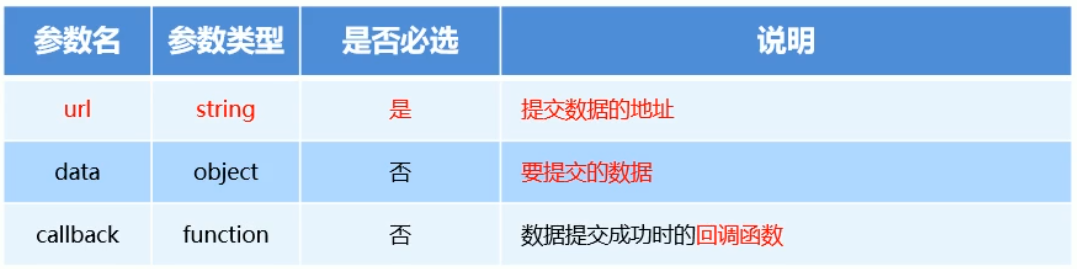 参数名 参数类型 是否必选 说明
url string 是 提交数据的地址
data object 否 要提交的数据
callback function 否 数据提交成功时的回调函数